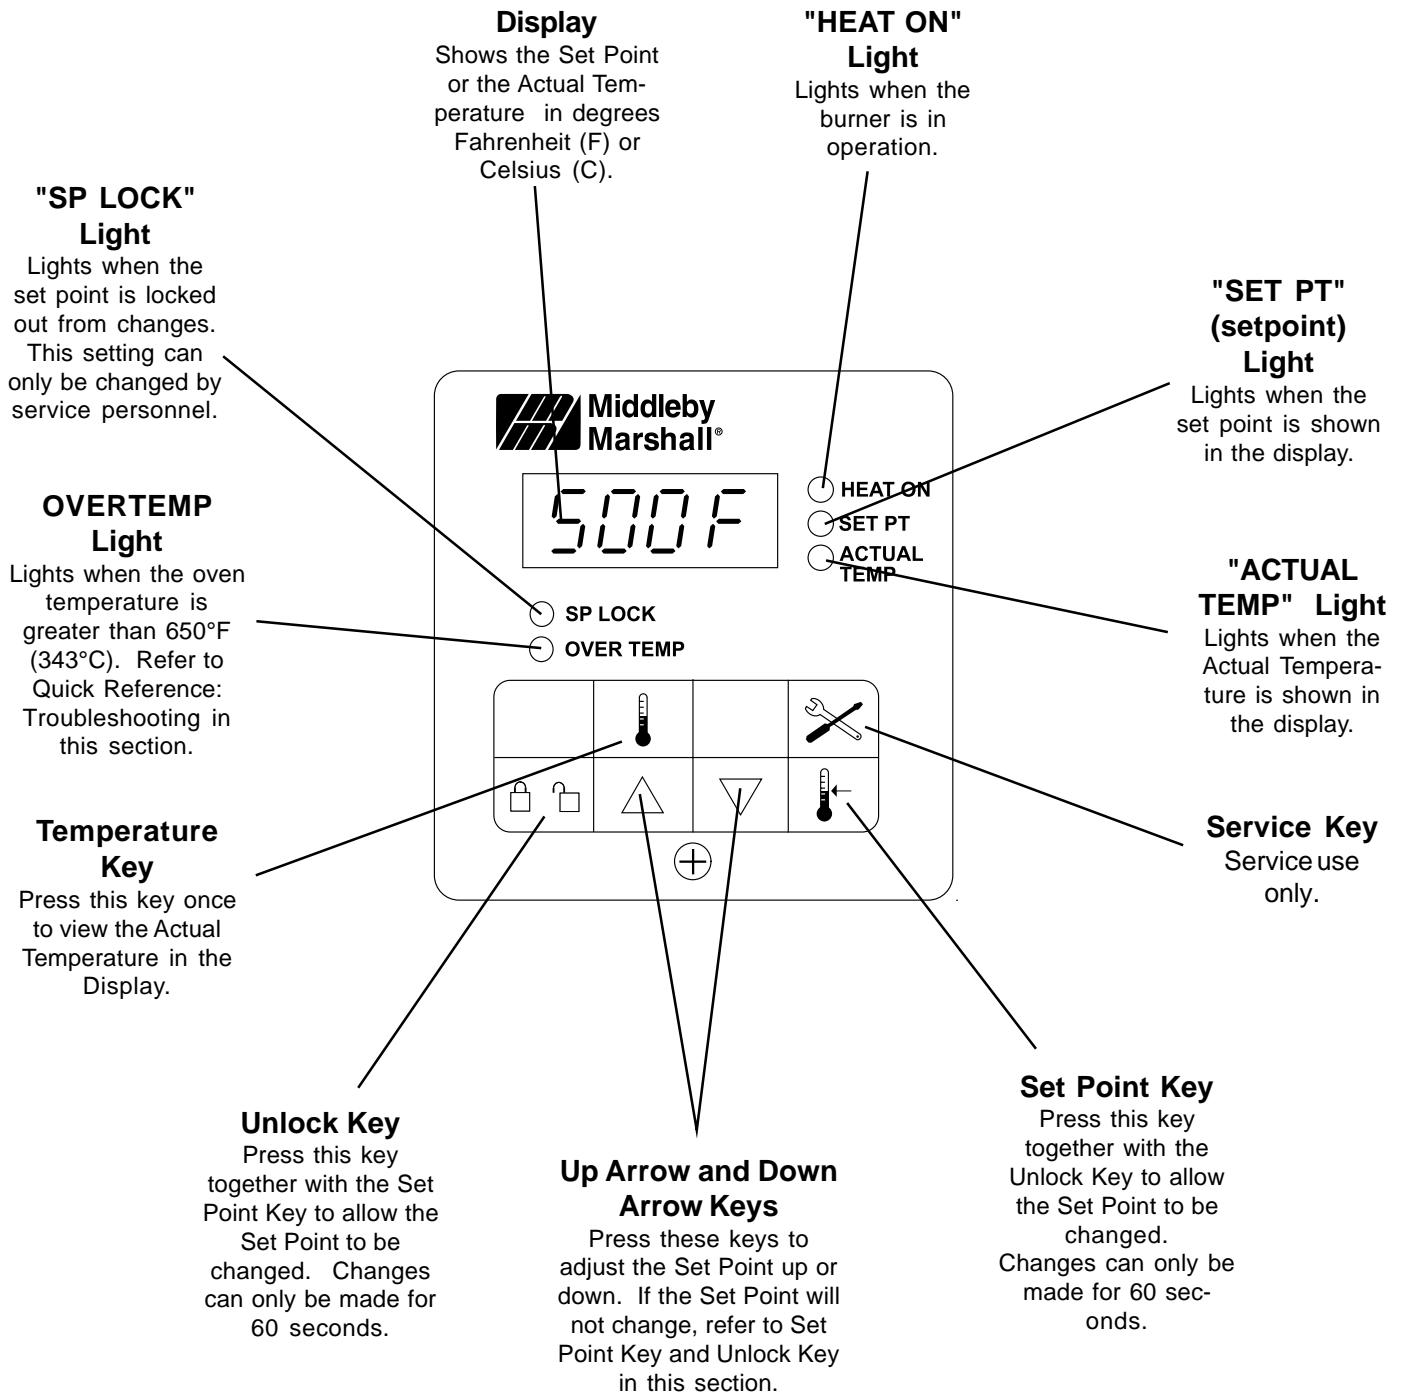 Display
Shows the Set Point
or the Actual Tem-
perature in degrees
Fahrenheit (F) or
Celsius (C).
"HEAT ON"
Light
Lights when the
burner is in
operation.
"SP LOCK"
Light
Lights when the
set point is locked
out from changes.
This setting can
only be changed by
service personnel.
"SET PT"
(setpoint)
Light
Lights when the
set point is shown
in the display.
OVERTEMP
Light
Lights when the oven
temperature is
greater than 650°F
(343°C). Refer to
Quick Reference:
Troubleshooting in
this section.
Middleby
Marshall®
500F
HEAT ON
SET PT
ACTUAL
TEMP
SP LOCK
OVER TEMP
"ACTUAL
TEMP" Light
Lights when the
Actual Tempera-
ture is shown in
the display.
Temperature
Key
Press this key once
to view the Actual
Temperature in the
Display.
Service Key
Service use
only.
Unlock Key
Press this key
together with the Set
Point Key to allow the
Set Point to be
changed. Changes
can only be made for
60 seconds.
Up Arrow and Down
Arrow Keys
Press these keys to
adjust the Set Point up or
down. If the Set Point will
not change, refer to Set
Point Key and Unlock Key
in this section.
Set Point Key
Press this key
together with the
Unlock Key to allow
the Set Point to be
changed.
Changes can only be
made for 60 sec-
onds.